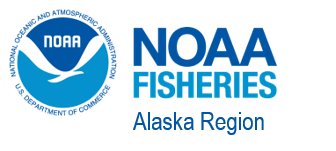 NATIONAL OCEANIC AND ATMOSPHERIC ADMINISTRATION
NOAA
U.S. DEPARTMENT OF COMMERCE
NOAA
FISHERIES
Alaska Region